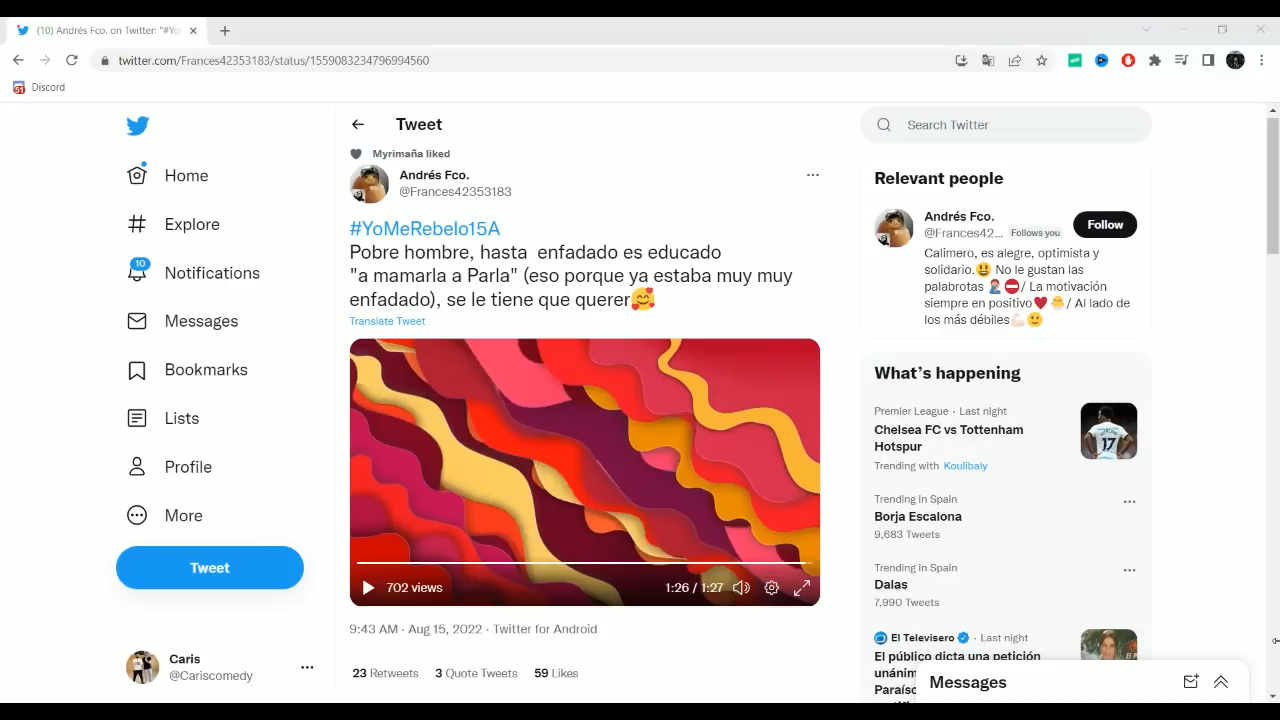 (10) Andrés Fco. on Twitter: "#Yo
twitter.com/Frances42353183/status/1559083234796994560
Discord
Home
Explore
10
Notifications
Messages
Bookmarks
Lists
Profile
More
Tweet
Caris
@Cariscomedy
Tweet
Myrimaña liked
Andrés Fco.
@Frances42353183
#YoMeRebelo15A
Pobre hombre, hasta enfadado es educado
"a mamarla a Parla" (eso porque ya estaba muy muy
enfadado), se le tiene que querer🥰
Translate Tweet
702 views
1:26 / 1:27
9:43 AM · Aug 15, 2022 · Twitter for Android
23 Retweets 3 Quote Tweets 59 Likes
Search Twitter
Relevant people
Andrés Fco.
@Frances42... Follows you
Follow
Calimero, es alegre, optimista y
solidario.😃 No le gustan las
palabrotas 🤦🏼‍♂️⛔/ La motivación
siempre en positivo♥️🐣/ Al lado de
los más débiles💪🏻🙂
What's happening
Premier League · Last night
Chelsea FC vs Tottenham
Hotspur
17
Trending with Koulibaly
Trending in Spain
Borja Escalona
9,683 Tweets
Trending in Spain
Dalas
7,990 Tweets
El Televisero · Last night
El público dicta una petición
unánim
Paraíso
Messages